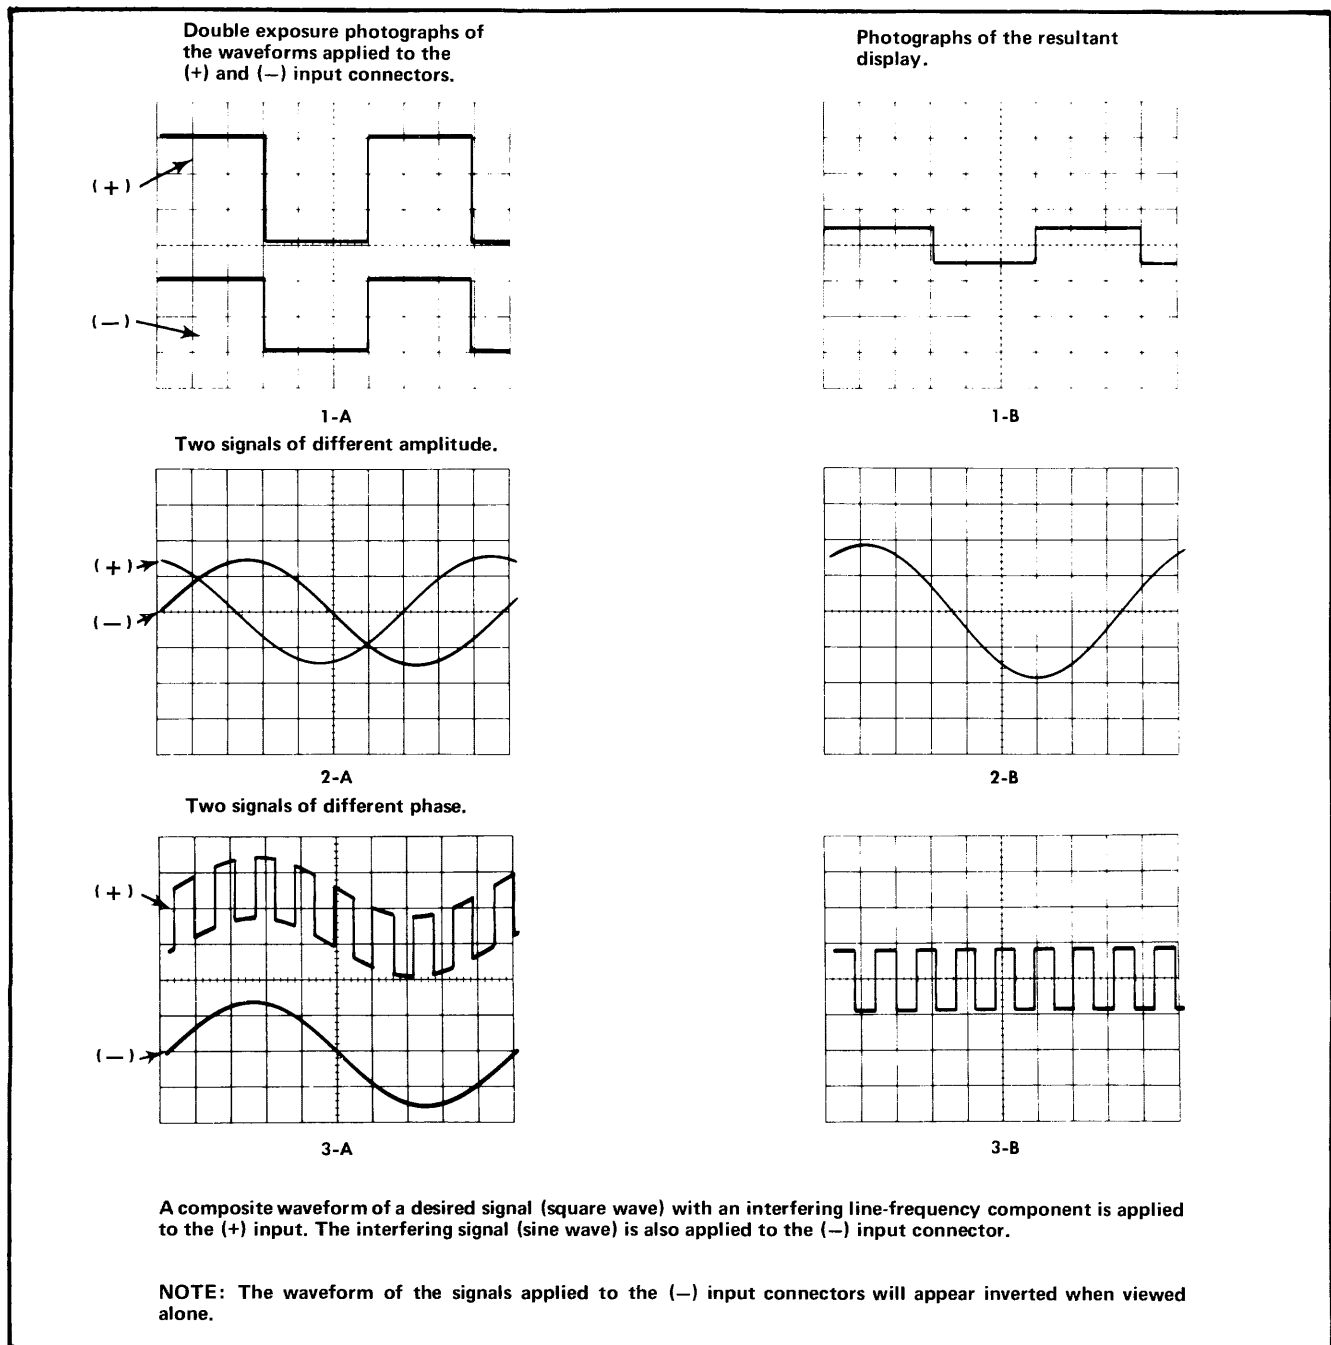 Double exposure photographs of
the waveforms applied to the
(+) and (—) input connectors.
Photographs of the resultant
display.
(+)
(—)
1-A
1-B
Two signals of different amplitude.
(+)
(—)
2-A
2-B
Two signals of different phase.
(+)
(—)
3-A
3-B
A composite waveform of a desired signal (square wave) with an interfering line-frequency component is applied
to the (+) input. The interfering signal (sine wave) is also applied to the (—) input connector.
NOTE: The waveform of the signals applied to the (—) input connectors will appear inverted when viewed
alone.